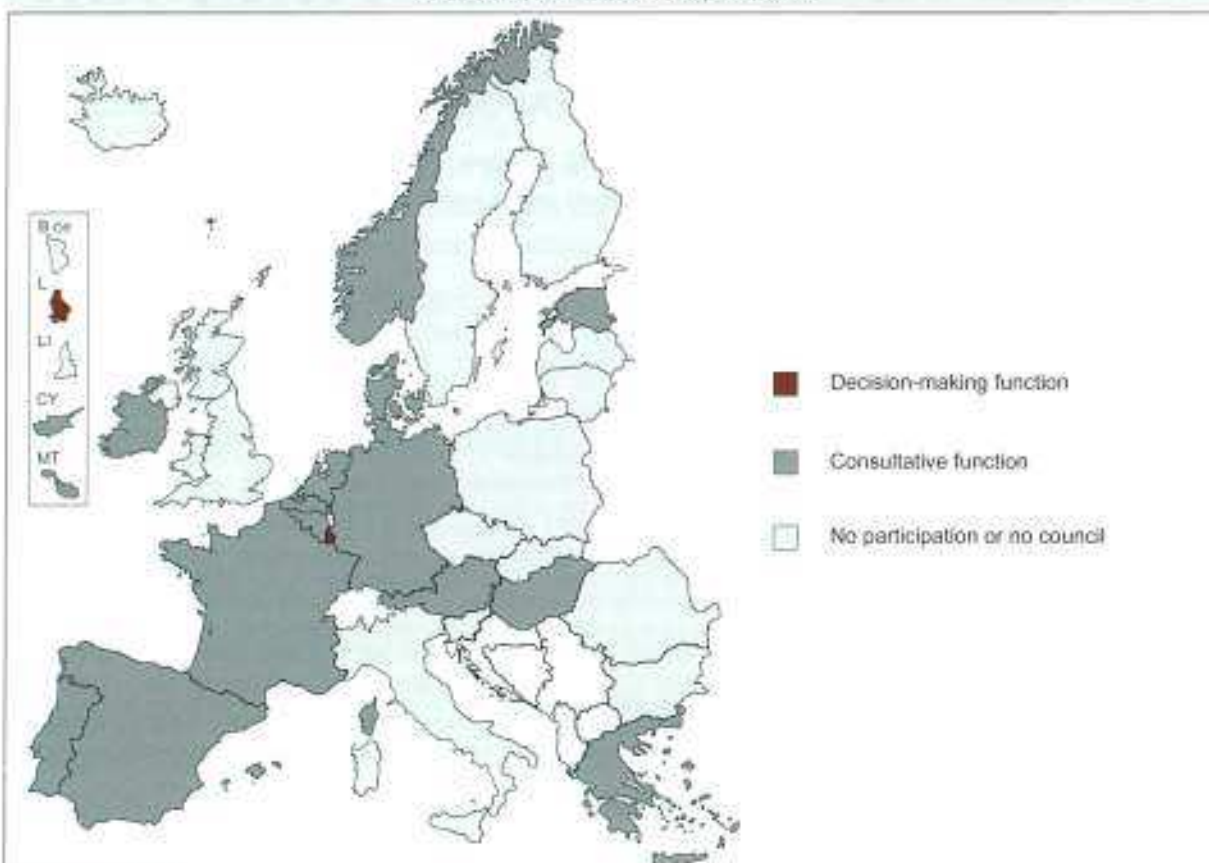 B de
L
LI
CY
MT
Decision-making function
Consultative function
No participation or no council